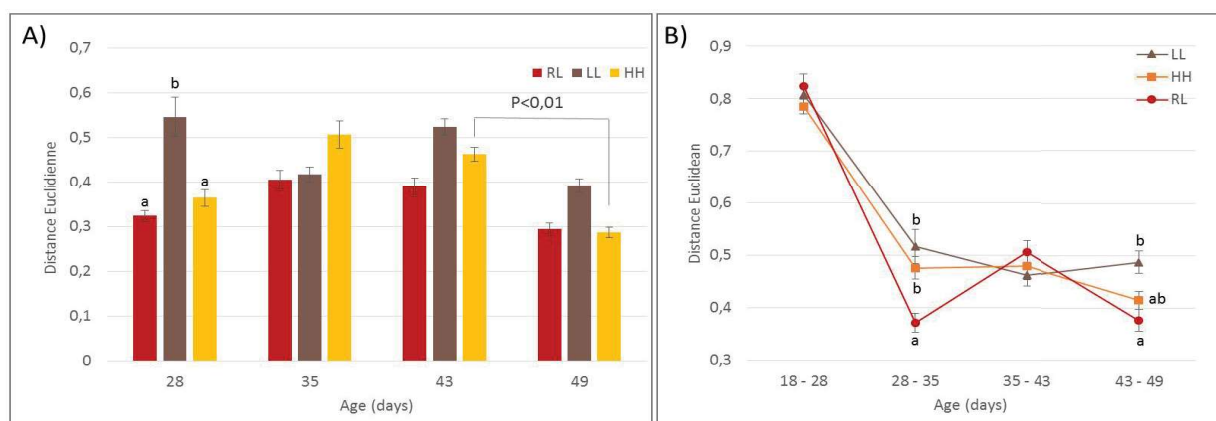 A)
0,7
0,6
0,5
0,4
0,3
0,2
0,1
0
Distance Euclidienne
RL LL HH
P<0,01
a
b
a
28 35 43 49
Age (days)
B)
0,9
0,8
0,7
0,6
0,5
0,4
0,3
Distance Euclidean
LL
HH
RL
b
b
a
b
ab
a
18 - 28 28 - 35 35 - 43 43 - 49
Age (days)